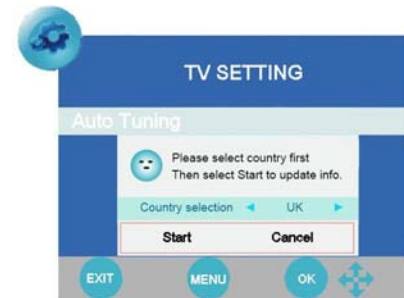 TV SETTING
Auto Tuning
Please select country first
Then select Start to update info.
Country selection UK
Start Cancel
EXIT MENU OK